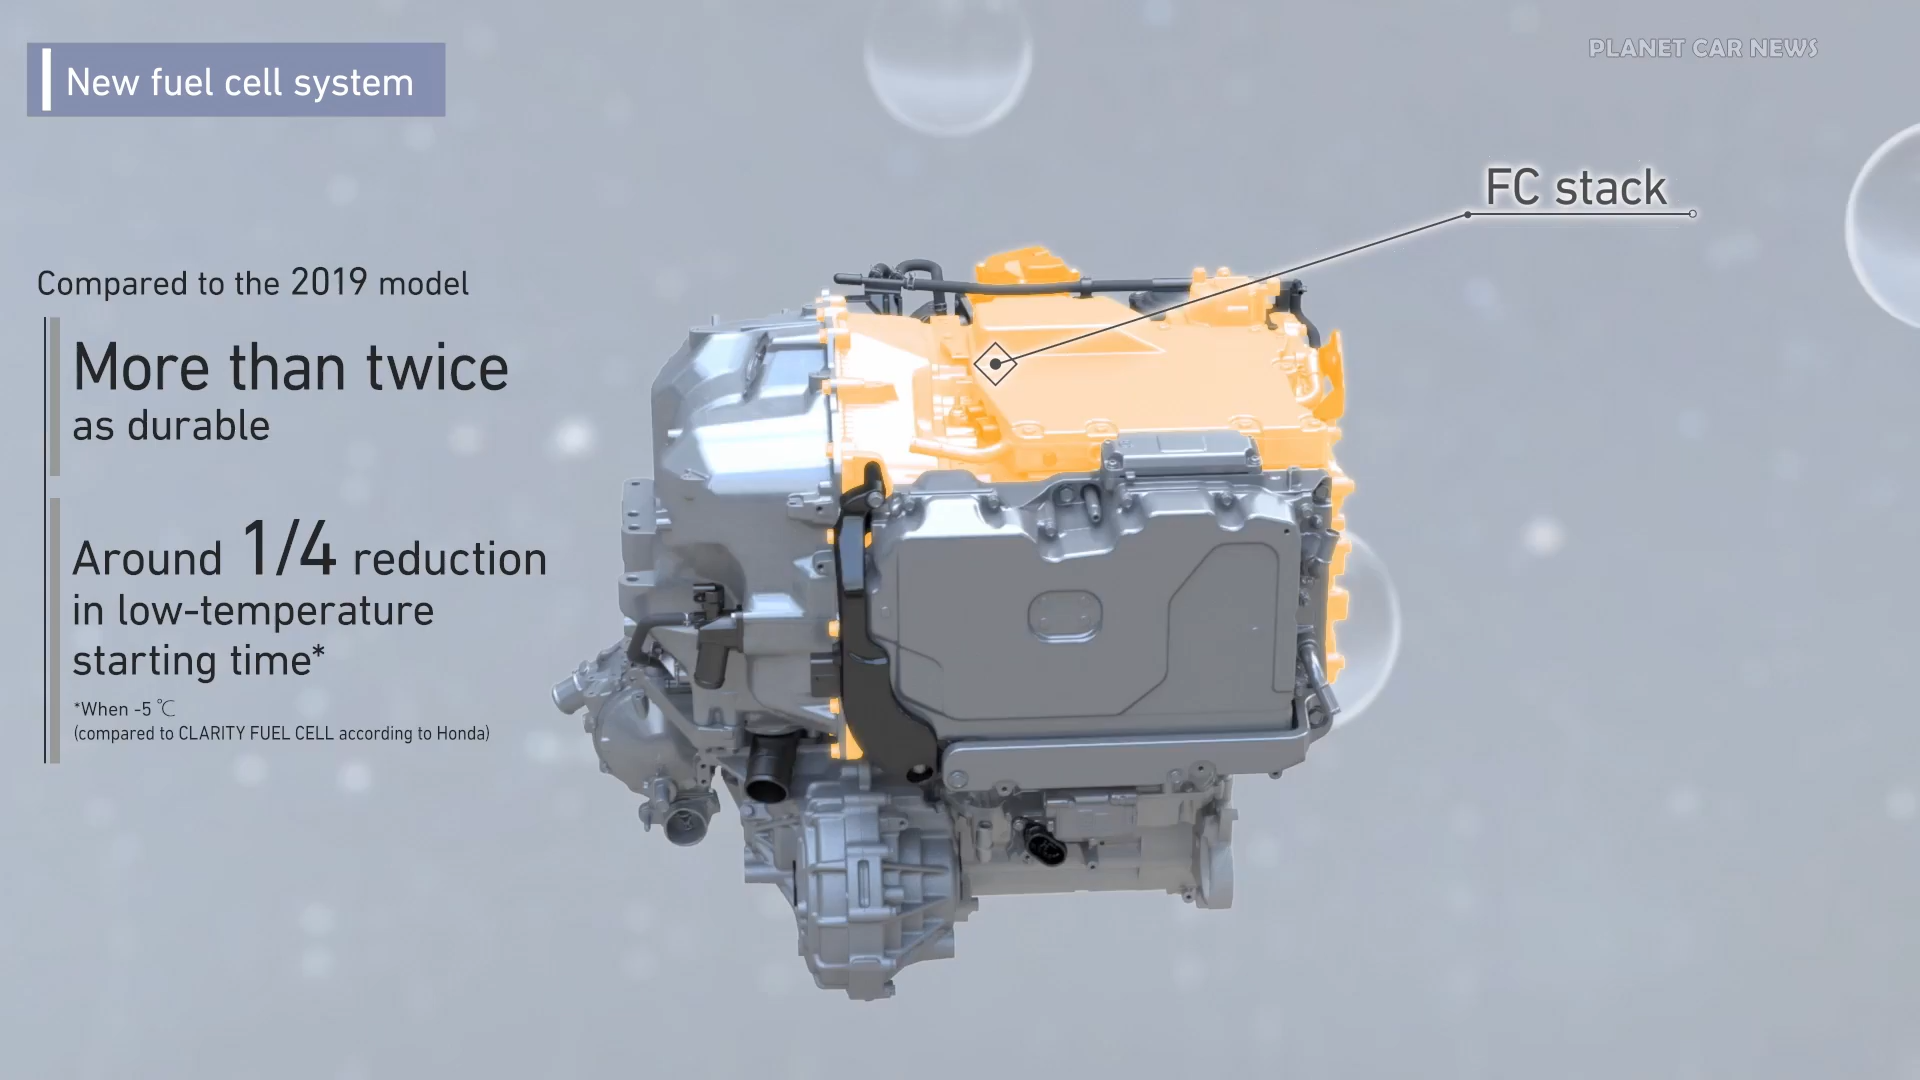 New fuel cell system
PLANET CAR NEWS
FC stack
Compared to the 2019 model
More than twice
as durable
Around 1/4 reduction
in low-temperature
starting time*
*When -5 ℃
(compared to CLARITY FUEL CELL according to Honda)